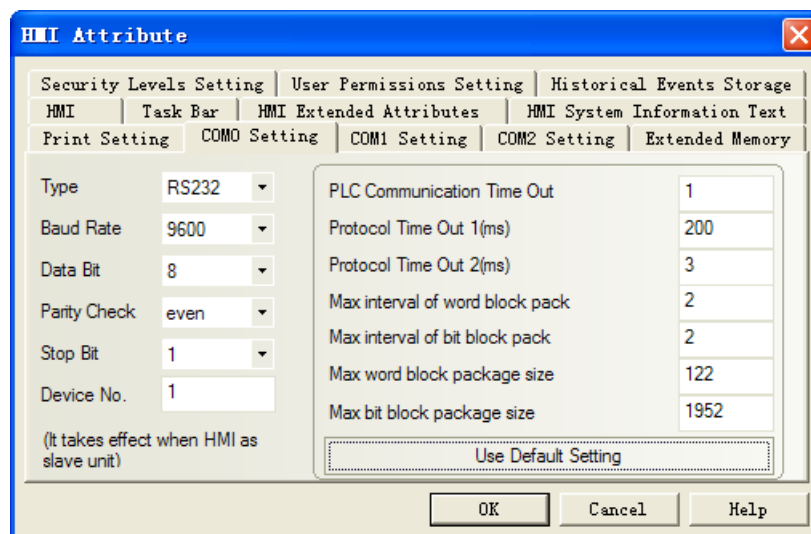 HMI Attribute
Security Levels Setting User Permissions Setting Historical Events Storage
HMI Task Bar HMI Extended Attributes HMI System Information Text
Print Setting COM0 Setting COM1 Setting COM2 Setting Extended Memory
Type RS232
Baud Rate 9600
Data Bit 8
Parity Check even
Stop Bit 1
Device No. 1
(It takes effect when HMI as
slave unit)
PLC Communication Time Out 1
Protocol Time Out 1(ms) 200
Protocol Time Out 2(ms) 3
Max interval of word block pack 2
Max interval of bit block pack 2
Max word block package size 122
Max bit block package size 1952
Use Default Setting
OK Cancel Help